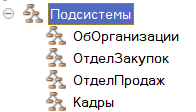 Подсистемы
ОбОрганизации
ОтделЗакупок
ОтделПродаж
Кадры